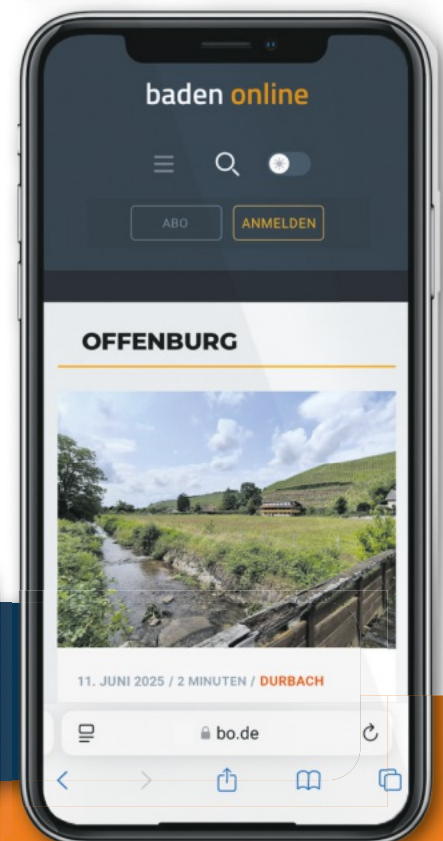 baden online
ABO
ANMELDEN
OFFENBURG
11. JUNI 2025 / 2 MINUTEN / DURBACH
bo.de